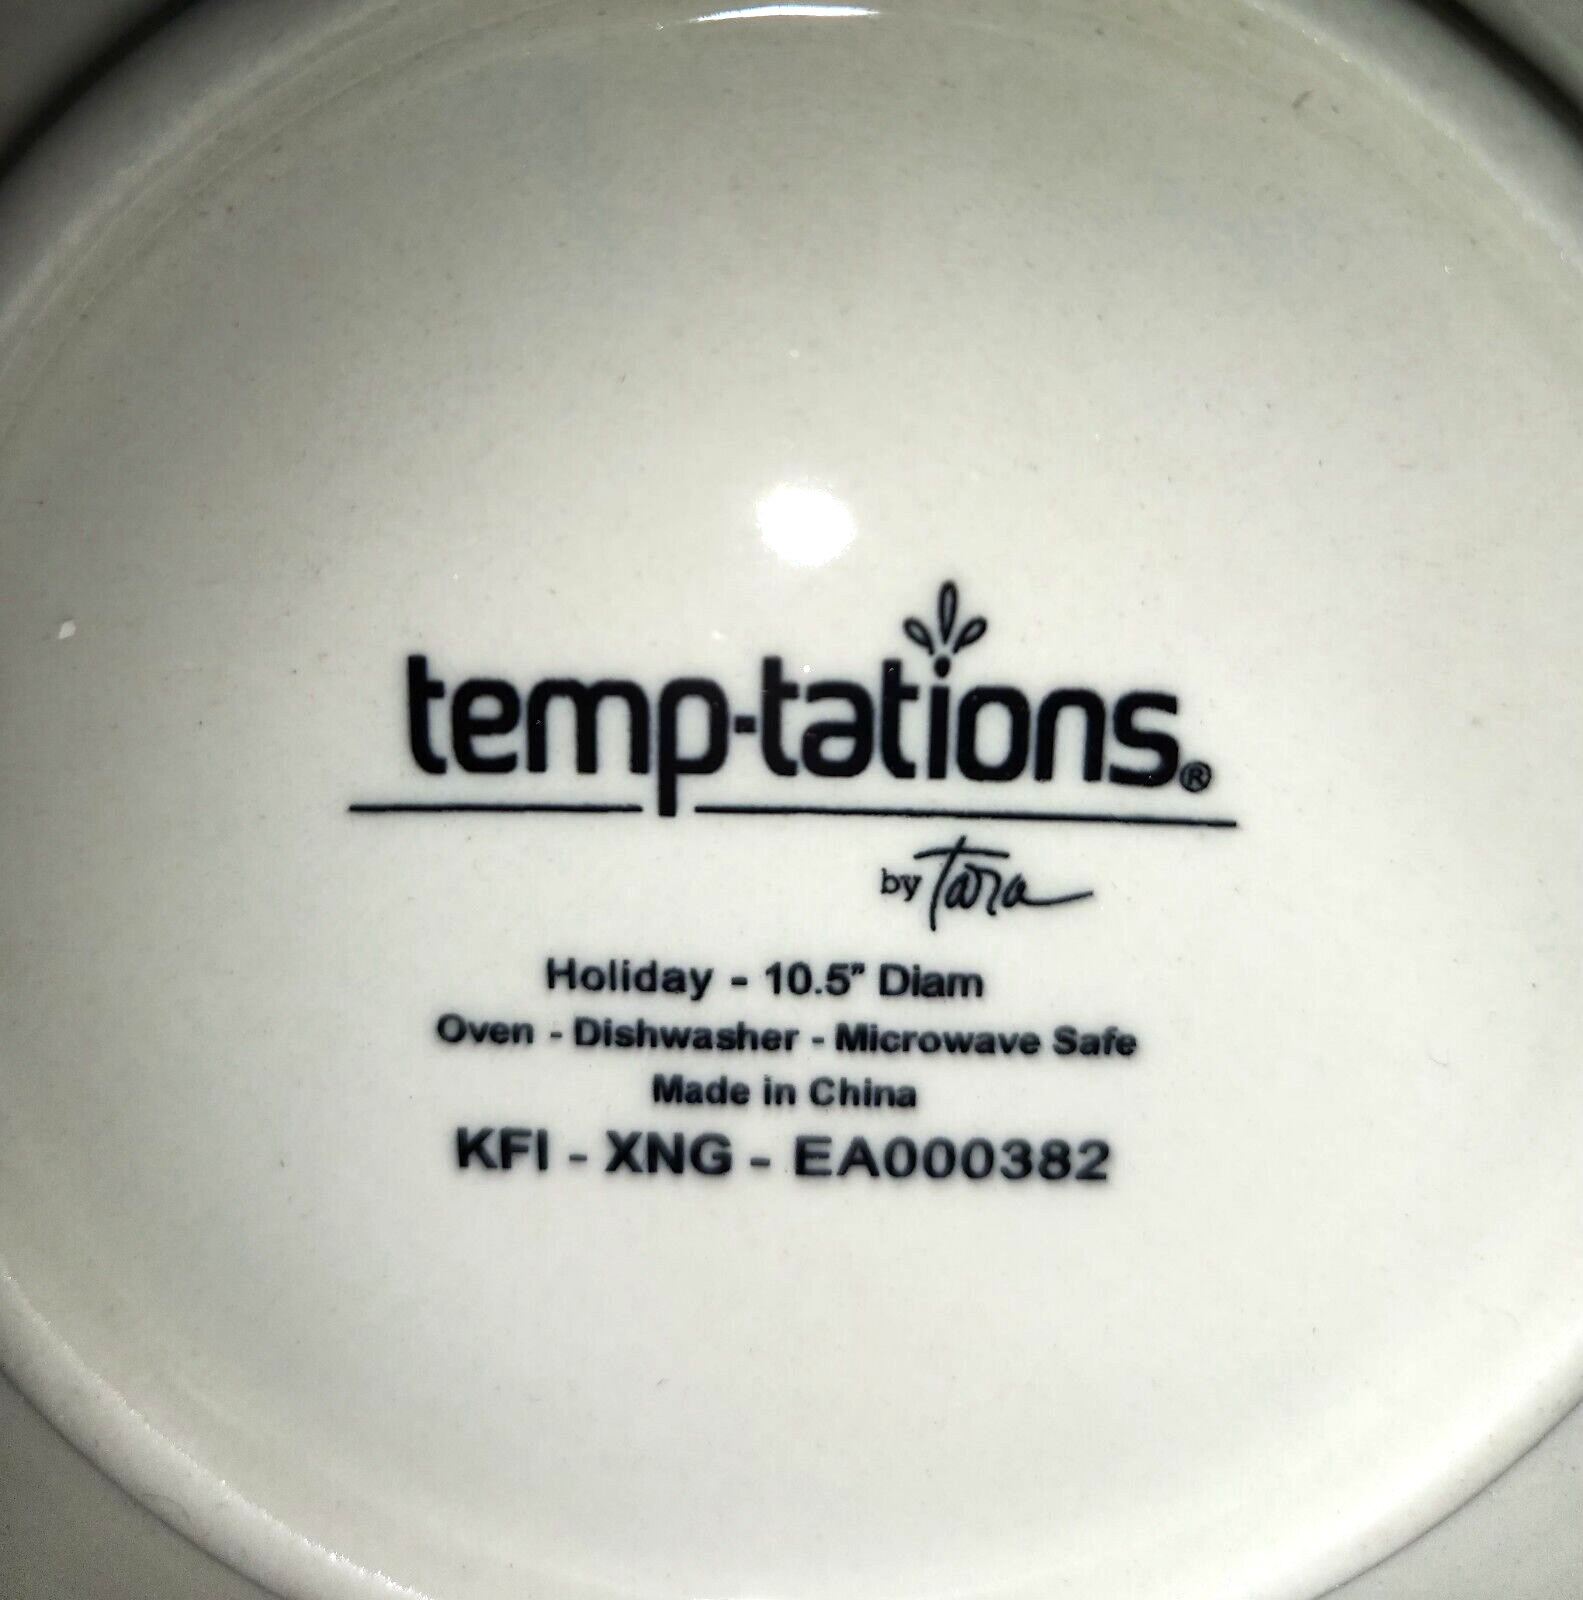 temp-tations®
by Tara
Holiday - 10.5" Diam
Oven - Dishwasher - Microwave Safe
Made in China
KFI - XNG - EA000382